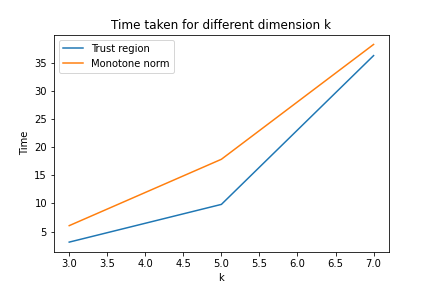 Time taken for different dimension k
Trust region
Monotone norm
Time
35
30
25
20
15
10
5
3.0 3.5 4.0 4.5 5.0 5.5 6.0 6.5 7.0
k